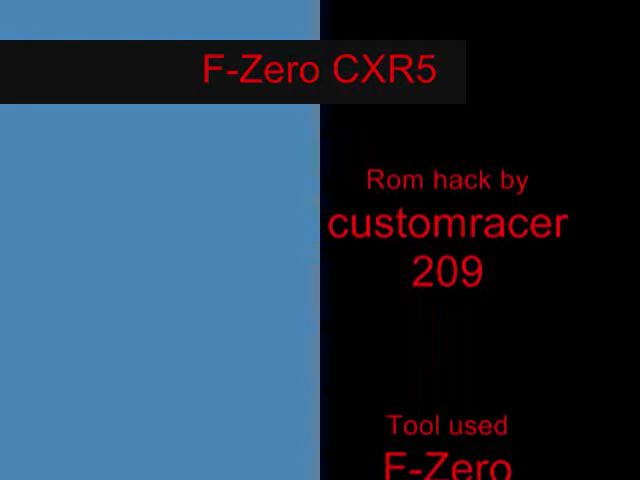 F-Zero CXR5
Rom hack by
customracer
209
Tool used
F-Zero